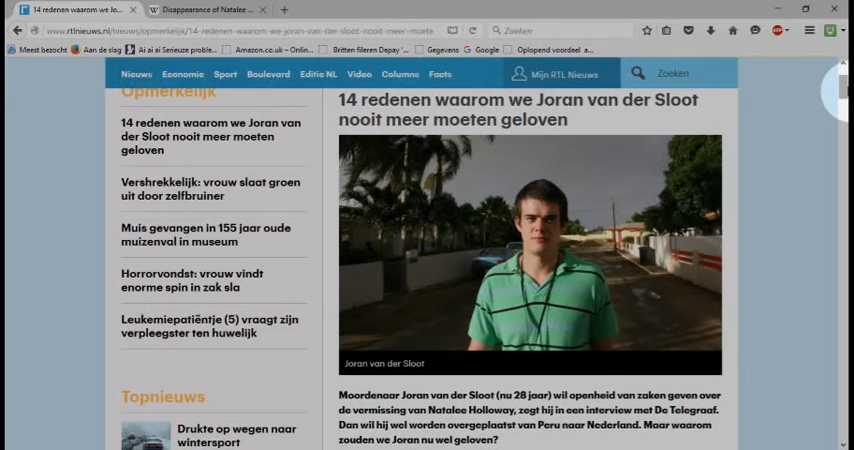 14 redenen waarom we Jo...
Disappearance of Natalee ...
www.rtlnieuws.nl/nieuws/opmerkelijk/14-redenen-waarom-we-joran-van-der-sloot-nooit-meer-moete
Zoeken
Meest bezocht Aan de slag Ai ai ai Serieuze proble... Amazon.co.uk – Onlin... Britten fileren Depay '... Gegevens Google Oplopend voordeel a...
Nieuws Economie Sport Boulevard Editie NL Video Columns Facts Mijn RTL Nieuws Zoeken
Opmerkelijk
14 redenen waarom we Joran van
der Sloot nooit meer moeten
geloven
Vershrekkelijk: vrouw slaat groen
uit door zelfbruiner
Muis gevangen in 155 jaar oude
muizenval in museum
Horrorvondst: vrouw vindt
enorme spin in zak sla
Leukemiepatiëntje (5) vraagt zijn
verpleegster ten huwelijk
Topnieuws
Drukte op wegen naar
wintersport
14 redenen waarom we Joran van der Sloot
nooit meer moeten geloven
Joran van der Sloot
Moordenaar Joran van der Sloot (nu 28 jaar) wil openheid van zaken geven over
de vermissing van Natalee Holloway, zegt hij in een interview met De Telegraaf.
Dan wil hij wel worden overgeplaatst van Peru naar Nederland. Maar waarom
zouden we Joran nu wel geloven?